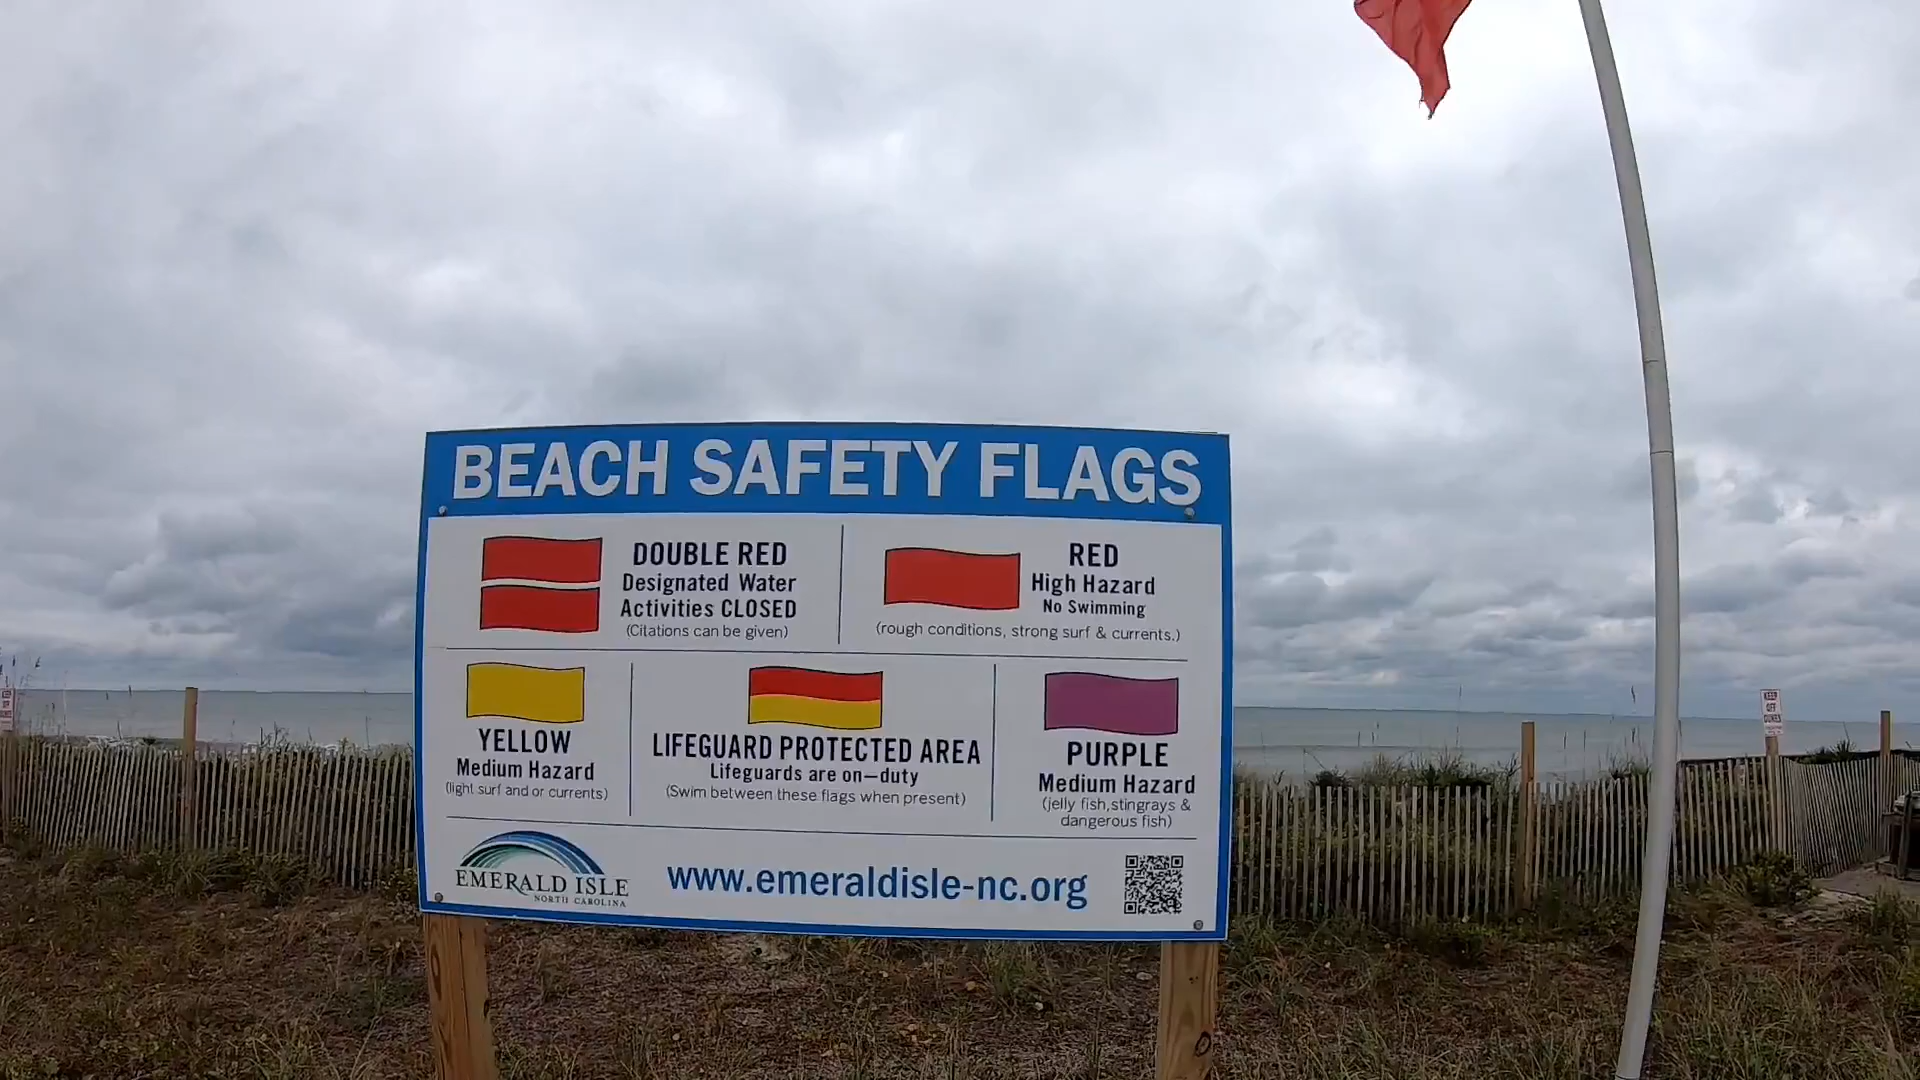 BEACH SAFETY FLAGS
DOUBLE RED
Designated Water
Activities CLOSED
(Citations can be given)
RED
High Hazard
No Swimming
(rough conditions, strong surf & currents.)
YELLOW
Medium Hazard
(light surf and or currents)
LIFEGUARD PROTECTED AREA
Lifeguards are on-duty
(Swim between these flags when present)
PURPLE
Medium Hazard
(jelly fish,stingrays &
dangerous fish)
EMERALD ISLE
NORTH CAROLINA
www.emeraldisle-nc.org
KEEP
OFF
DUNES